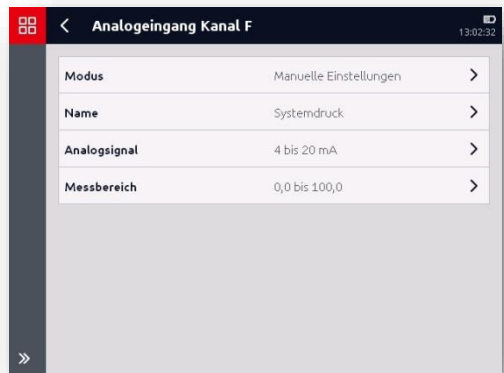 Analogeingang Kanal F
13:02:32
Modus Manuelle Einstellungen
Name Systemdruck
Analogsignal 4 bis 20 mA
Messbereich 0,0 bis 100,0